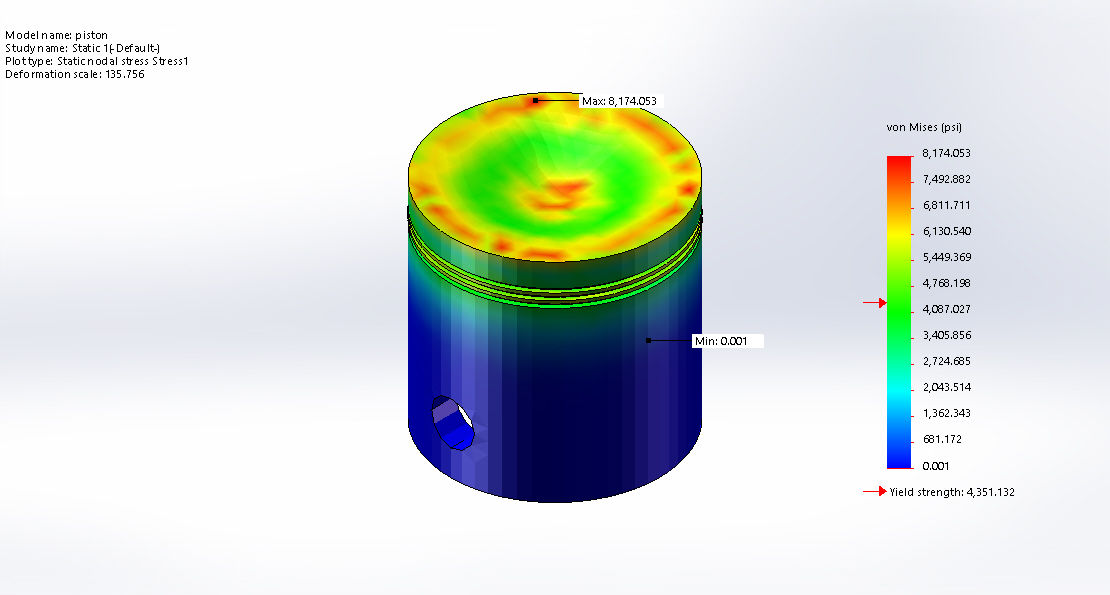 Model name: piston
Study name: Static 1(-Default-)
Plot type: Static nodal stress Stress1
Deformation scale: 135.756
Max: 8,174.053
Min: 0.001
von Mises (psi)
8,174.053
7,492.882
6,811.711
6,130.540
5,449.369
4,768.198
4,087.027
3,405.856
2,724.685
2,043.514
1,362.343
681.172
0.001
Yield strength: 4,351.132